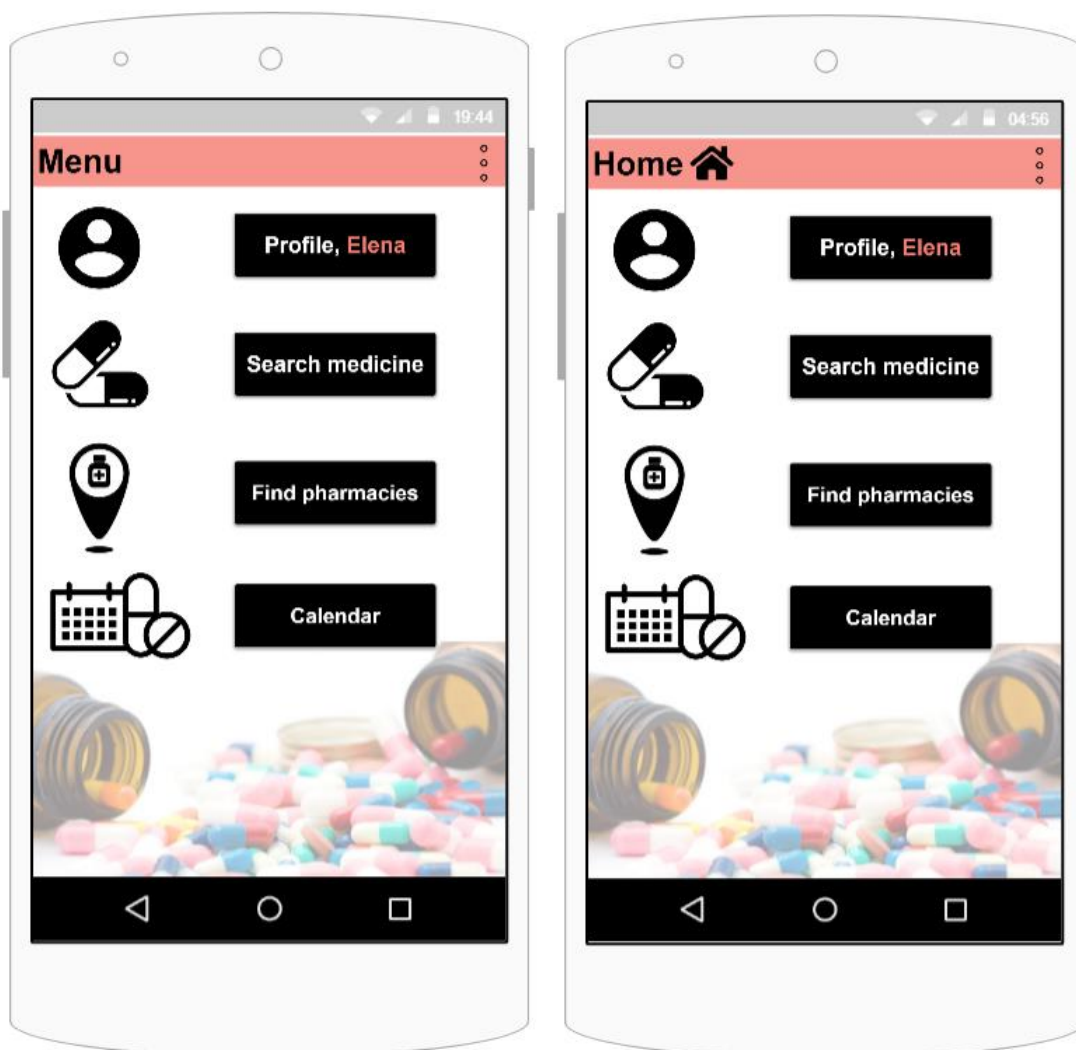 19:44
Menu
Profile, Elena
Search medicine
Find pharmacies
Calendar
04:56
Home
Profile, Elena
Search medicine
Find pharmacies
Calendar